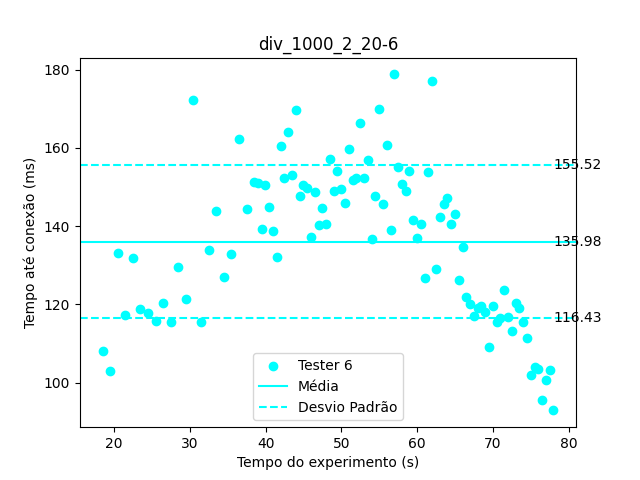 div_1000_2_20-6
Tempo até conexão (ms)
180
160
140
120
100
155.52
135.98
116.43
Tester 6
Média
Desvio Padrão
20 30 40 50 60 70 80
Tempo do experimento (s)